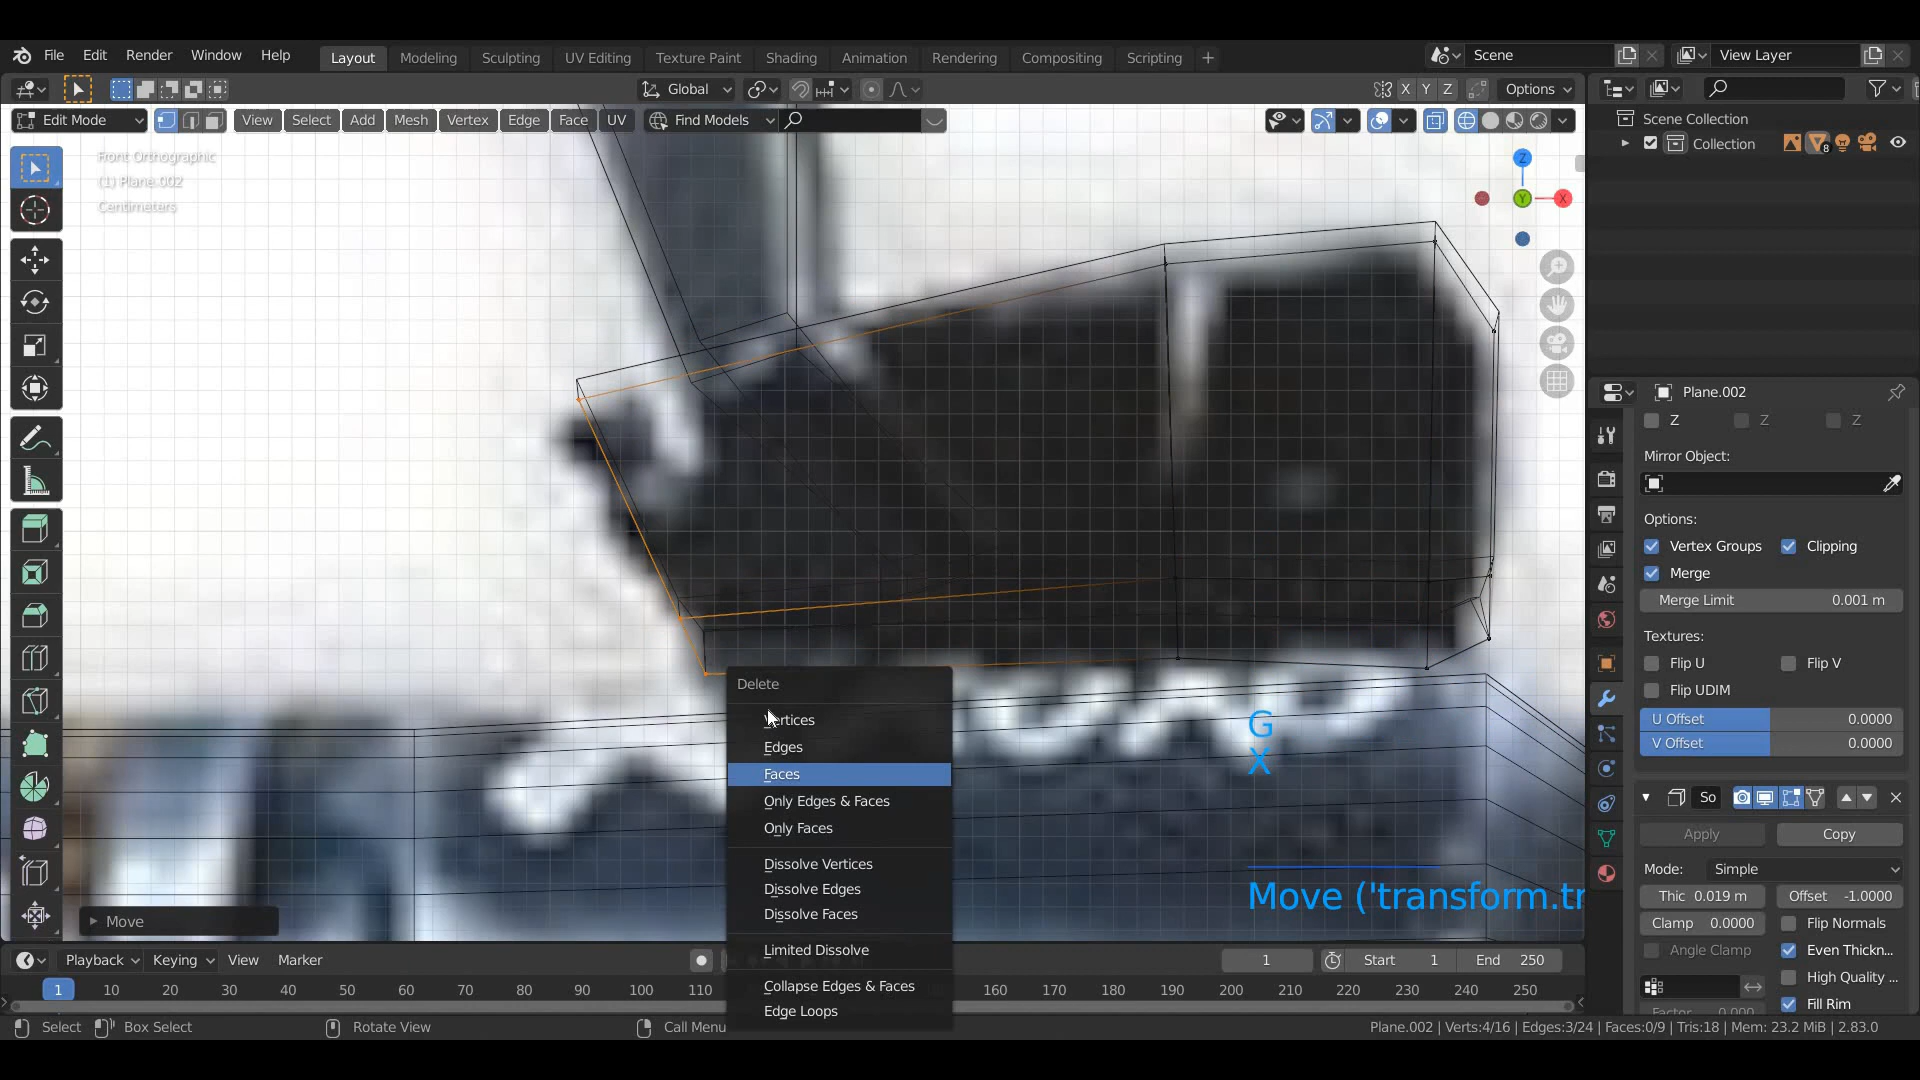 File Edit Render Window Help Layout Modeling Sculpting UV Editing Texture Paint Shading Animation Rendering Compositing Scripting + Scene View Layer
Global X Y Z Options
Edit Mode View Select Add Mesh Vertex Edge Face UV Find Models
Scene Collection
Collection 8
Front Orthographic
(1) Plane.002
Centimeters
Z
X
Y
Plane.002
Z Z Z
Mirror Object:
Options:
Vertex Groups Clipping
Merge
Merge Limit 0.001 m
Textures:
Flip U Flip V
Flip UDIM
U Offset 0.0000
V Offset 0.0000
So
Apply Copy
Mode: Simple
Thic 0.019 m Offset -1.0000
Clamp 0.0000 Flip Normals
Angle Clamp Even Thickn...
High Quality ...
Fill Rim
Factor 0.000
Delete
Vertices
Edges
Faces
Only Edges & Faces
Only Faces
Dissolve Vertices
Dissolve Edges
Dissolve Faces
Limited Dissolve
Collapse Edges & Faces
Edge Loops
G
X
Move ('transform.tr
Move
Playback Keying View Marker 1 Start 1 End 250
1 10 20 30 40 50 60 70 80 90 100 110 160 170 180 190 200 210 220 230 240 250
Select Box Select Rotate View Call Menu Plane.002 | Verts:4/16 | Edges:3/24 | Faces:0/9 | Tris:18 | Mem: 23.2 MiB | 2.83.0